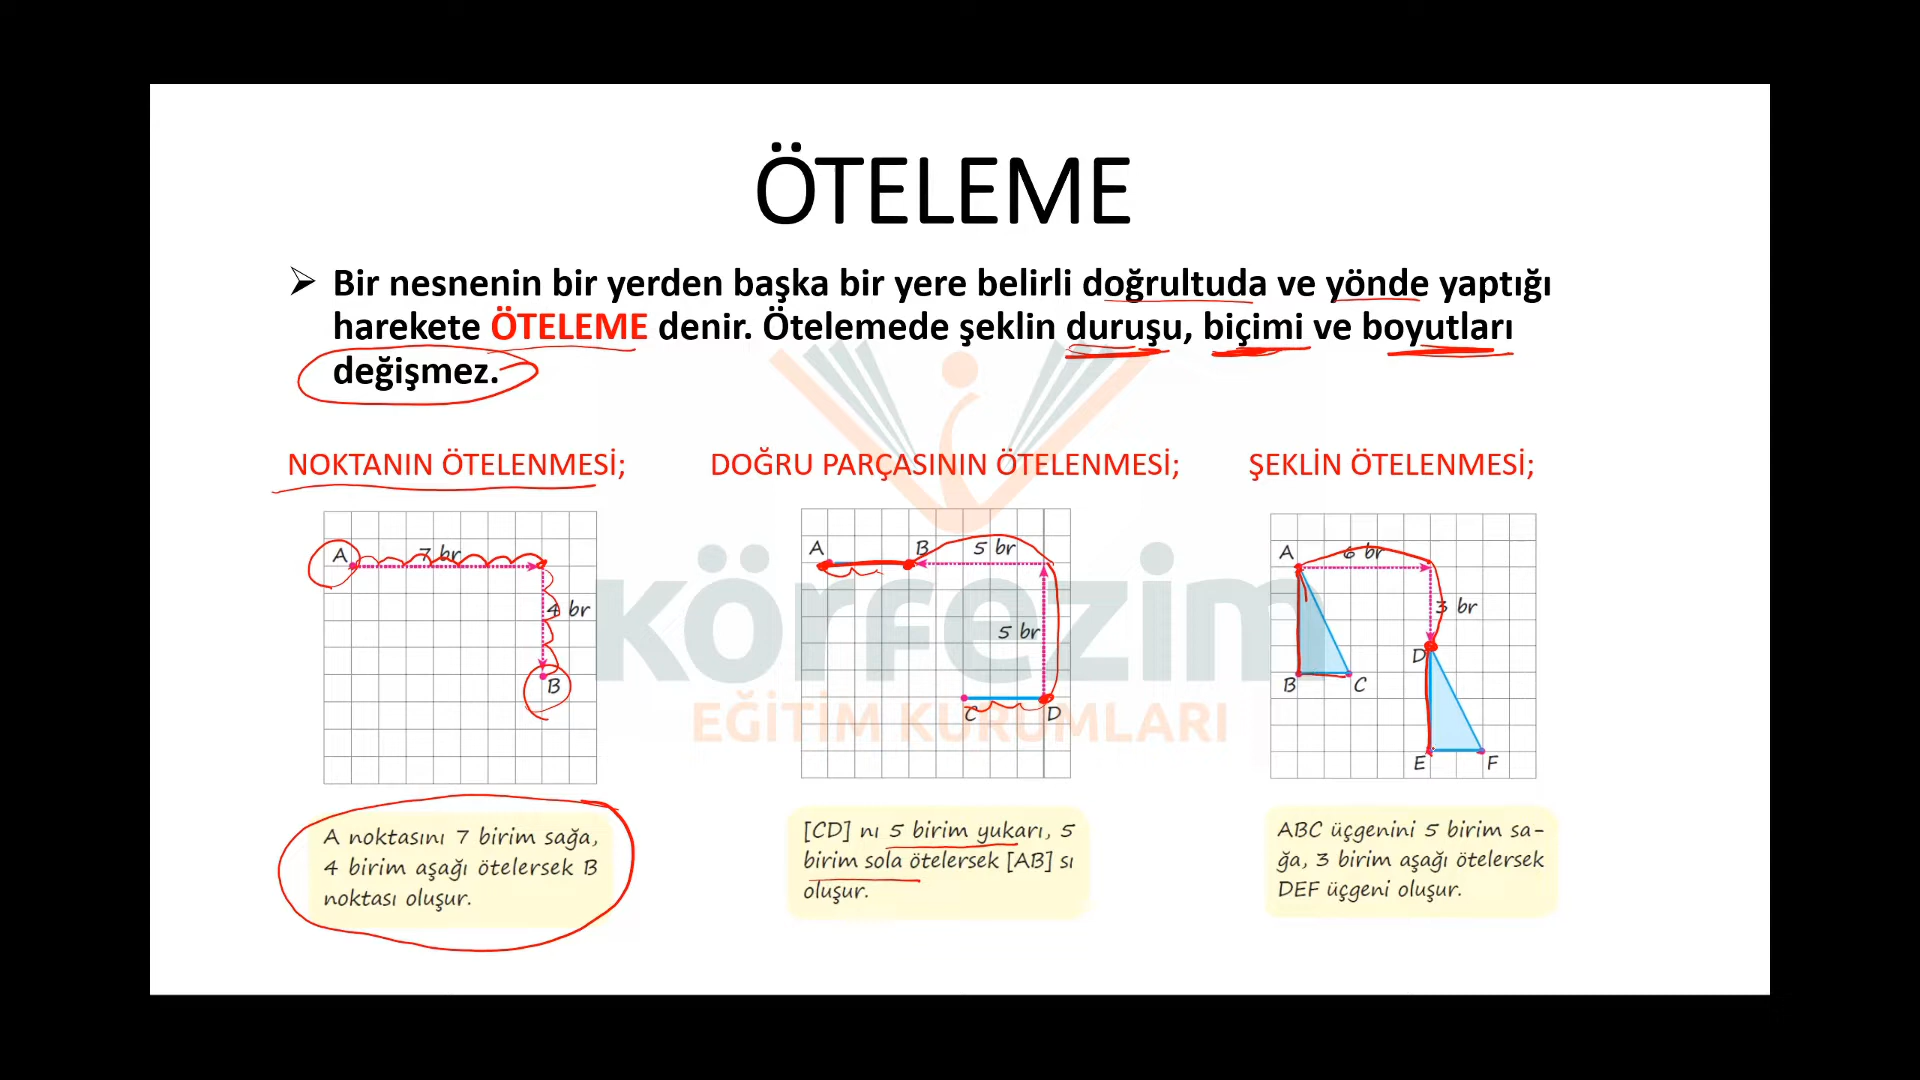 ÖTELEME
➢ Bir nesnenin bir yerden başka bir yere belirli doğrultuda ve yönde yaptığı
harekete ÖTELEME denir. Ötelemede şeklin duruşu, biçimi ve boyutları
değişmez.
NOKTANIN ÖTELENMESİ;
A
7 br
4 br
B
A noktasını 7 birim sağa,
4 birim aşağı ötelersek B
noktası oluşur.
DOĞRU PARÇASININ ÖTELENMESİ;
A
B
5 br
5 br
C
D
[CD] nı 5 birim yukarı, 5
birim sola ötelersek [AB] sı
oluşur.
ŞEKLİN ÖTELENMESİ;
A
6 br
3 br
D
B
C
E
F
ABC üçgenini 5 birim sa-
ğa, 3 birim aşağı ötelersek
DEF üçgeni oluşur.
körfezim
EĞİTİM KURUMLARI